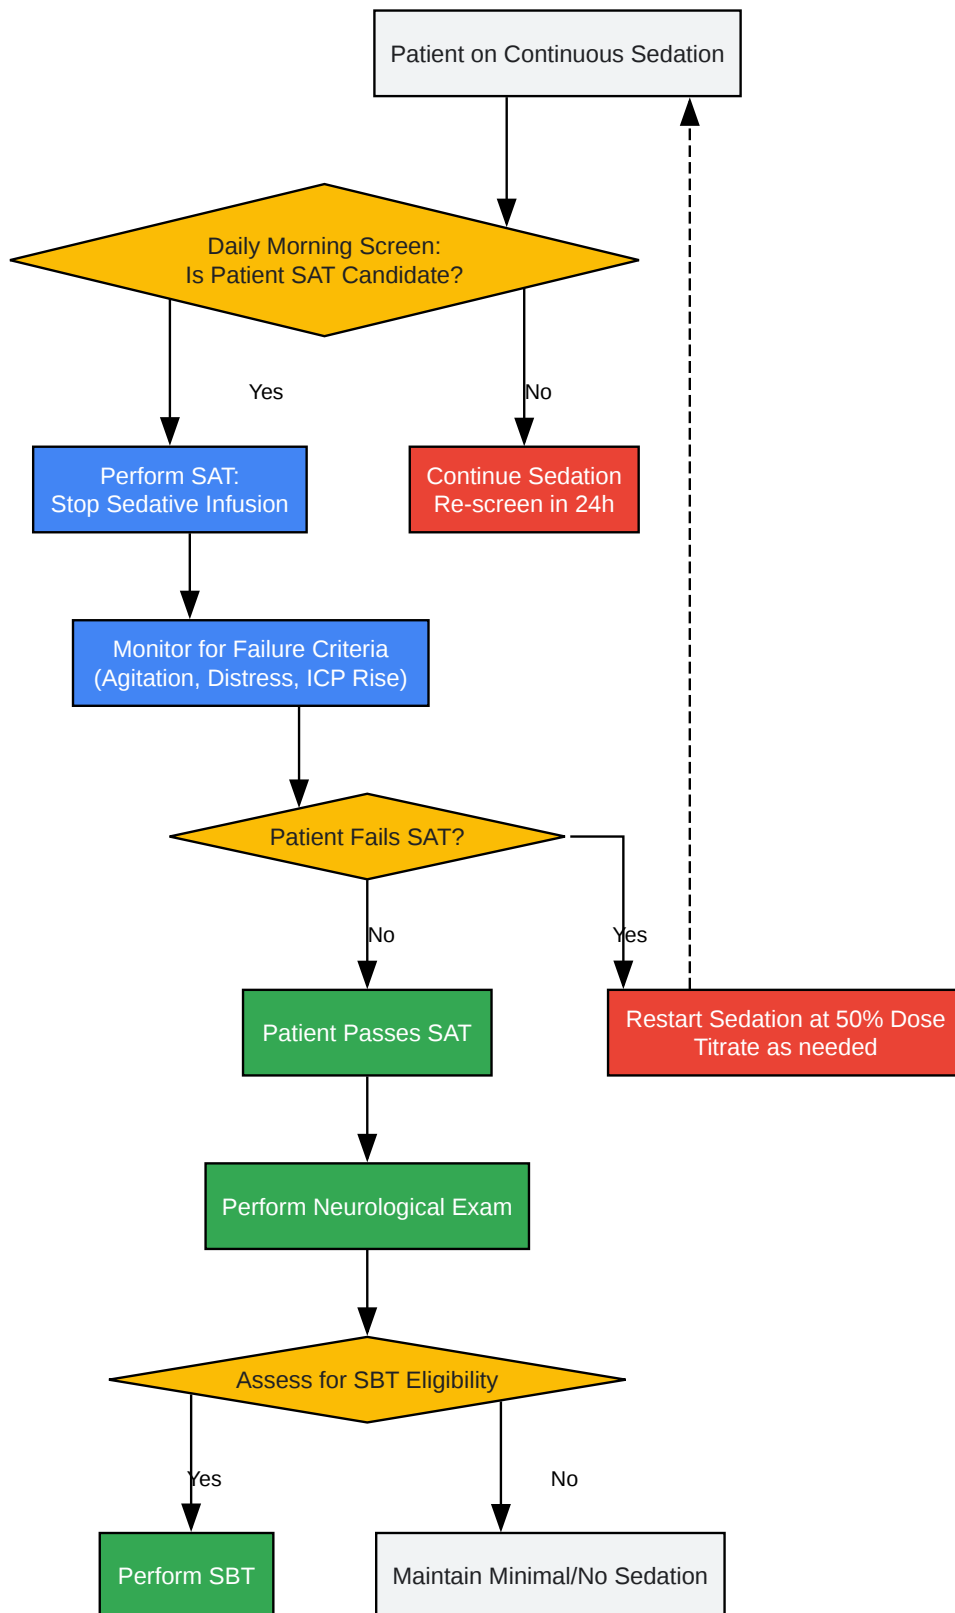 Patient on Continuous Sedation
Daily Morning Screen:
Is Patient SAT Candidate?
Yes
No
Perform SAT:
Stop Sedative Infusion
Continue Sedation
Re-screen in 24h
Monitor for Failure Criteria
(Agitation, Distress, ICP Rise)
Patient Fails SAT?
No
Yes
Patient Passes SAT
Restart Sedation at 50% Dose
Titrate as needed
Perform Neurological Exam
Assess for SBT Eligibility
Yes
No
Perform SBT
Maintain Minimal/No Sedation